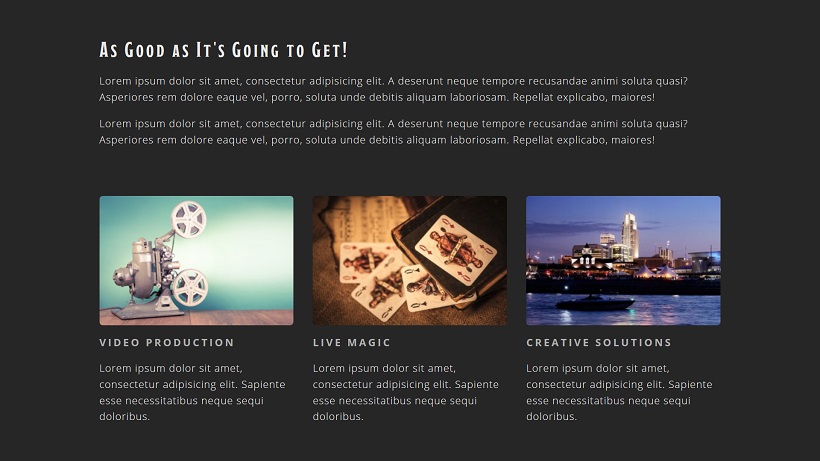 As Good as It's Going to Get!
Lorem ipsum dolor sit amet, consectetur adipisicing elit. A deserunt neque tempore recusandae animi soluta quasi?
Asperiores rem dolore eaque vel, porro, soluta unde debitis aliquam laboriosam. Repellat explicabo, maiores!
Lorem ipsum dolor sit amet, consectetur adipisicing elit. A deserunt neque tempore recusandae animi soluta quasi?
Asperiores rem dolore eaque vel, porro, soluta unde debitis aliquam laboriosam. Repellat explicabo, maiores!
VIDEO PRODUCTION
Lorem ipsum dolor sit amet,
consectetur adipisicing elit. Sapiente
esse necessitatibus neque sequi
doloribus.
LIVE MAGIC
Lorem ipsum dolor sit amet,
consectetur adipisicing elit. Sapiente
esse necessitatibus neque sequi
doloribus.
CREATIVE SOLUTIONS
Lorem ipsum dolor sit amet,
consectetur adipisicing elit. Sapiente
esse necessitatibus neque sequi
doloribus.